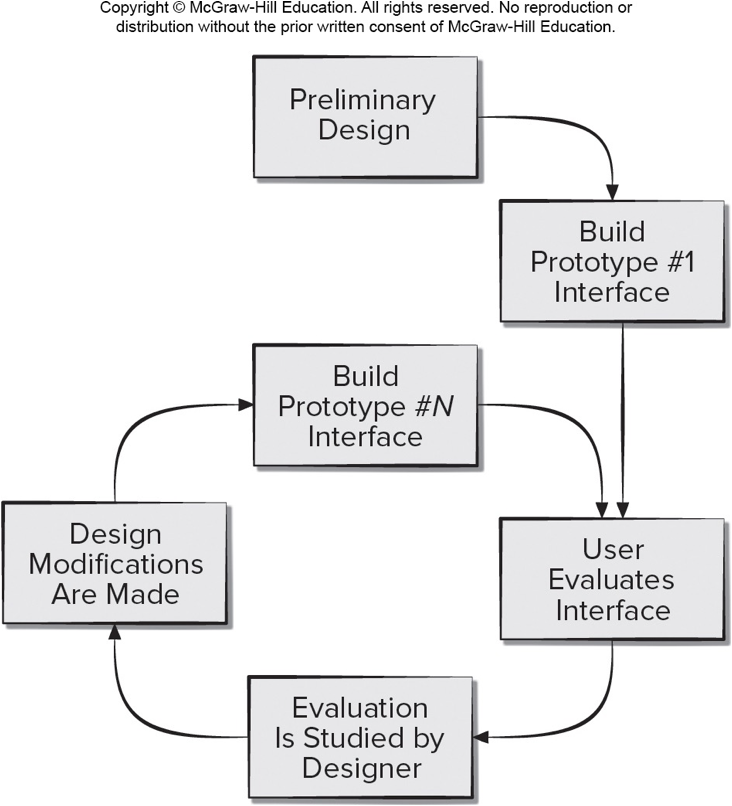 Copyright © McGraw-Hill Education. All rights reserved. No reproduction or
distribution without the prior written consent of McGraw-Hill Education.
Preliminary
Design
Build
Prototype #1
Interface
Build
Prototype #N
Interface
Design
Modifications
Are Made
User
Evaluates
Interface
Evaluation
Is Studied by
Designer